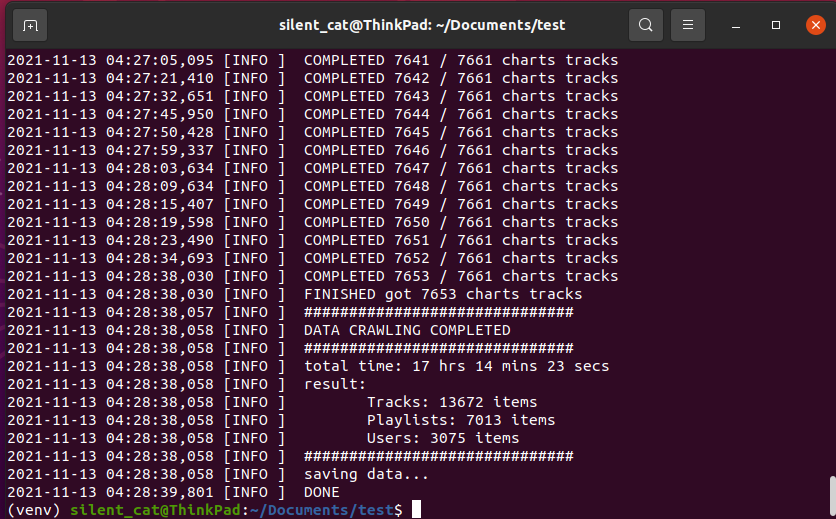 silent_cat@ThinkPad: ~/Documents/test
2021-11-13 04:27:05,095 [INFO ]  COMPLETED 7641 / 7661 charts tracks
2021-11-13 04:27:21,410 [INFO ]  COMPLETED 7642 / 7661 charts tracks
2021-11-13 04:27:32,651 [INFO ]  COMPLETED 7643 / 7661 charts tracks
2021-11-13 04:27:45,950 [INFO ]  COMPLETED 7644 / 7661 charts tracks
2021-11-13 04:27:50,428 [INFO ]  COMPLETED 7645 / 7661 charts tracks
2021-11-13 04:27:59,337 [INFO ]  COMPLETED 7646 / 7661 charts tracks
2021-11-13 04:28:03,634 [INFO ]  COMPLETED 7647 / 7661 charts tracks
2021-11-13 04:28:09,634 [INFO ]  COMPLETED 7648 / 7661 charts tracks
2021-11-13 04:28:15,407 [INFO ]  COMPLETED 7649 / 7661 charts tracks
2021-11-13 04:28:19,598 [INFO ]  COMPLETED 7650 / 7661 charts tracks
2021-11-13 04:28:23,490 [INFO ]  COMPLETED 7651 / 7661 charts tracks
2021-11-13 04:28:34,693 [INFO ]  COMPLETED 7652 / 7661 charts tracks
2021-11-13 04:28:38,030 [INFO ]  COMPLETED 7653 / 7661 charts tracks
2021-11-13 04:28:38,030 [INFO ]  FINISHED got 7653 charts tracks
2021-11-13 04:28:38,057 [INFO ]  ##############################
2021-11-13 04:28:38,058 [INFO ]  DATA CRAWLING COMPLETED
2021-11-13 04:28:38,058 [INFO ]  ##############################
2021-11-13 04:28:38,058 [INFO ]  total time: 17 hrs 14 mins 23 secs
2021-11-13 04:28:38,058 [INFO ]  result:
2021-11-13 04:28:38,058 [INFO ]         Tracks: 13672 items
2021-11-13 04:28:38,058 [INFO ]         Playlists: 7013 items
2021-11-13 04:28:38,058 [INFO ]         Users: 3075 items
2021-11-13 04:28:38,058 [INFO ]  ##############################
2021-11-13 04:28:38,058 [INFO ]  saving data...
2021-11-13 04:28:39,801 [INFO ]  DONE
(venv) silent_cat@ThinkPad:~/Documents/test$